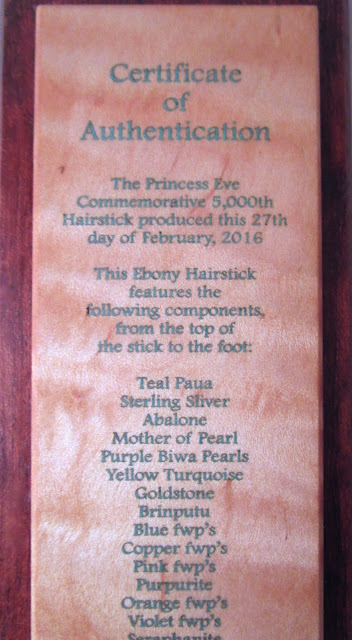 Certificate
of
Authentication
The Princess Eve
Commemorative 5,000th
Hairstick produced this 27th
day of February, 2016
This Ebony Hairstick
features the
following components,
from the top of
the stick to the foot:
Teal Paua
Sterling Sliver
Abalone
Mother of Pearl
Purple Biwa Pearls
Yellow Turquoise
Goldstone
Brinputu
Blue fwp's
Copper fwp's
Pink fwp's
Purpurite
Orange fwp's
Violet fwp's
Seraphanite